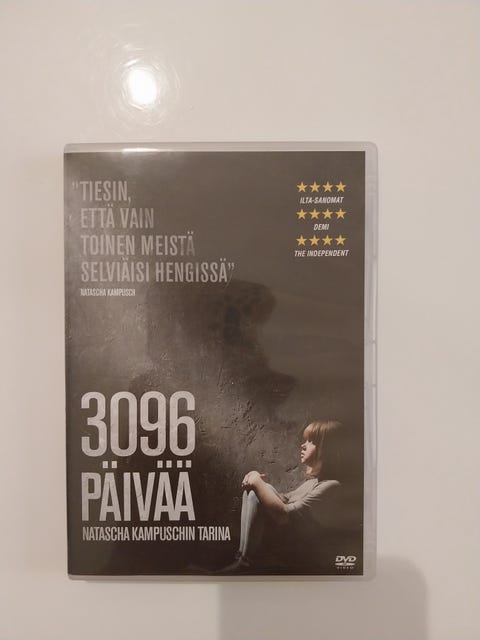 "TIESIN,
ETTÄ VAIN
TOINEN MEISTÄ
SELVIÄISI HENGISSÄ"
NATASCHA KAMPUSCH
ILTA-SANOMAT
DEMI
THE INDEPENDENT
3096
PÄIVÄÄ
NATASCHA KAMPUSCHIN TARINA
DVD
VIDEO